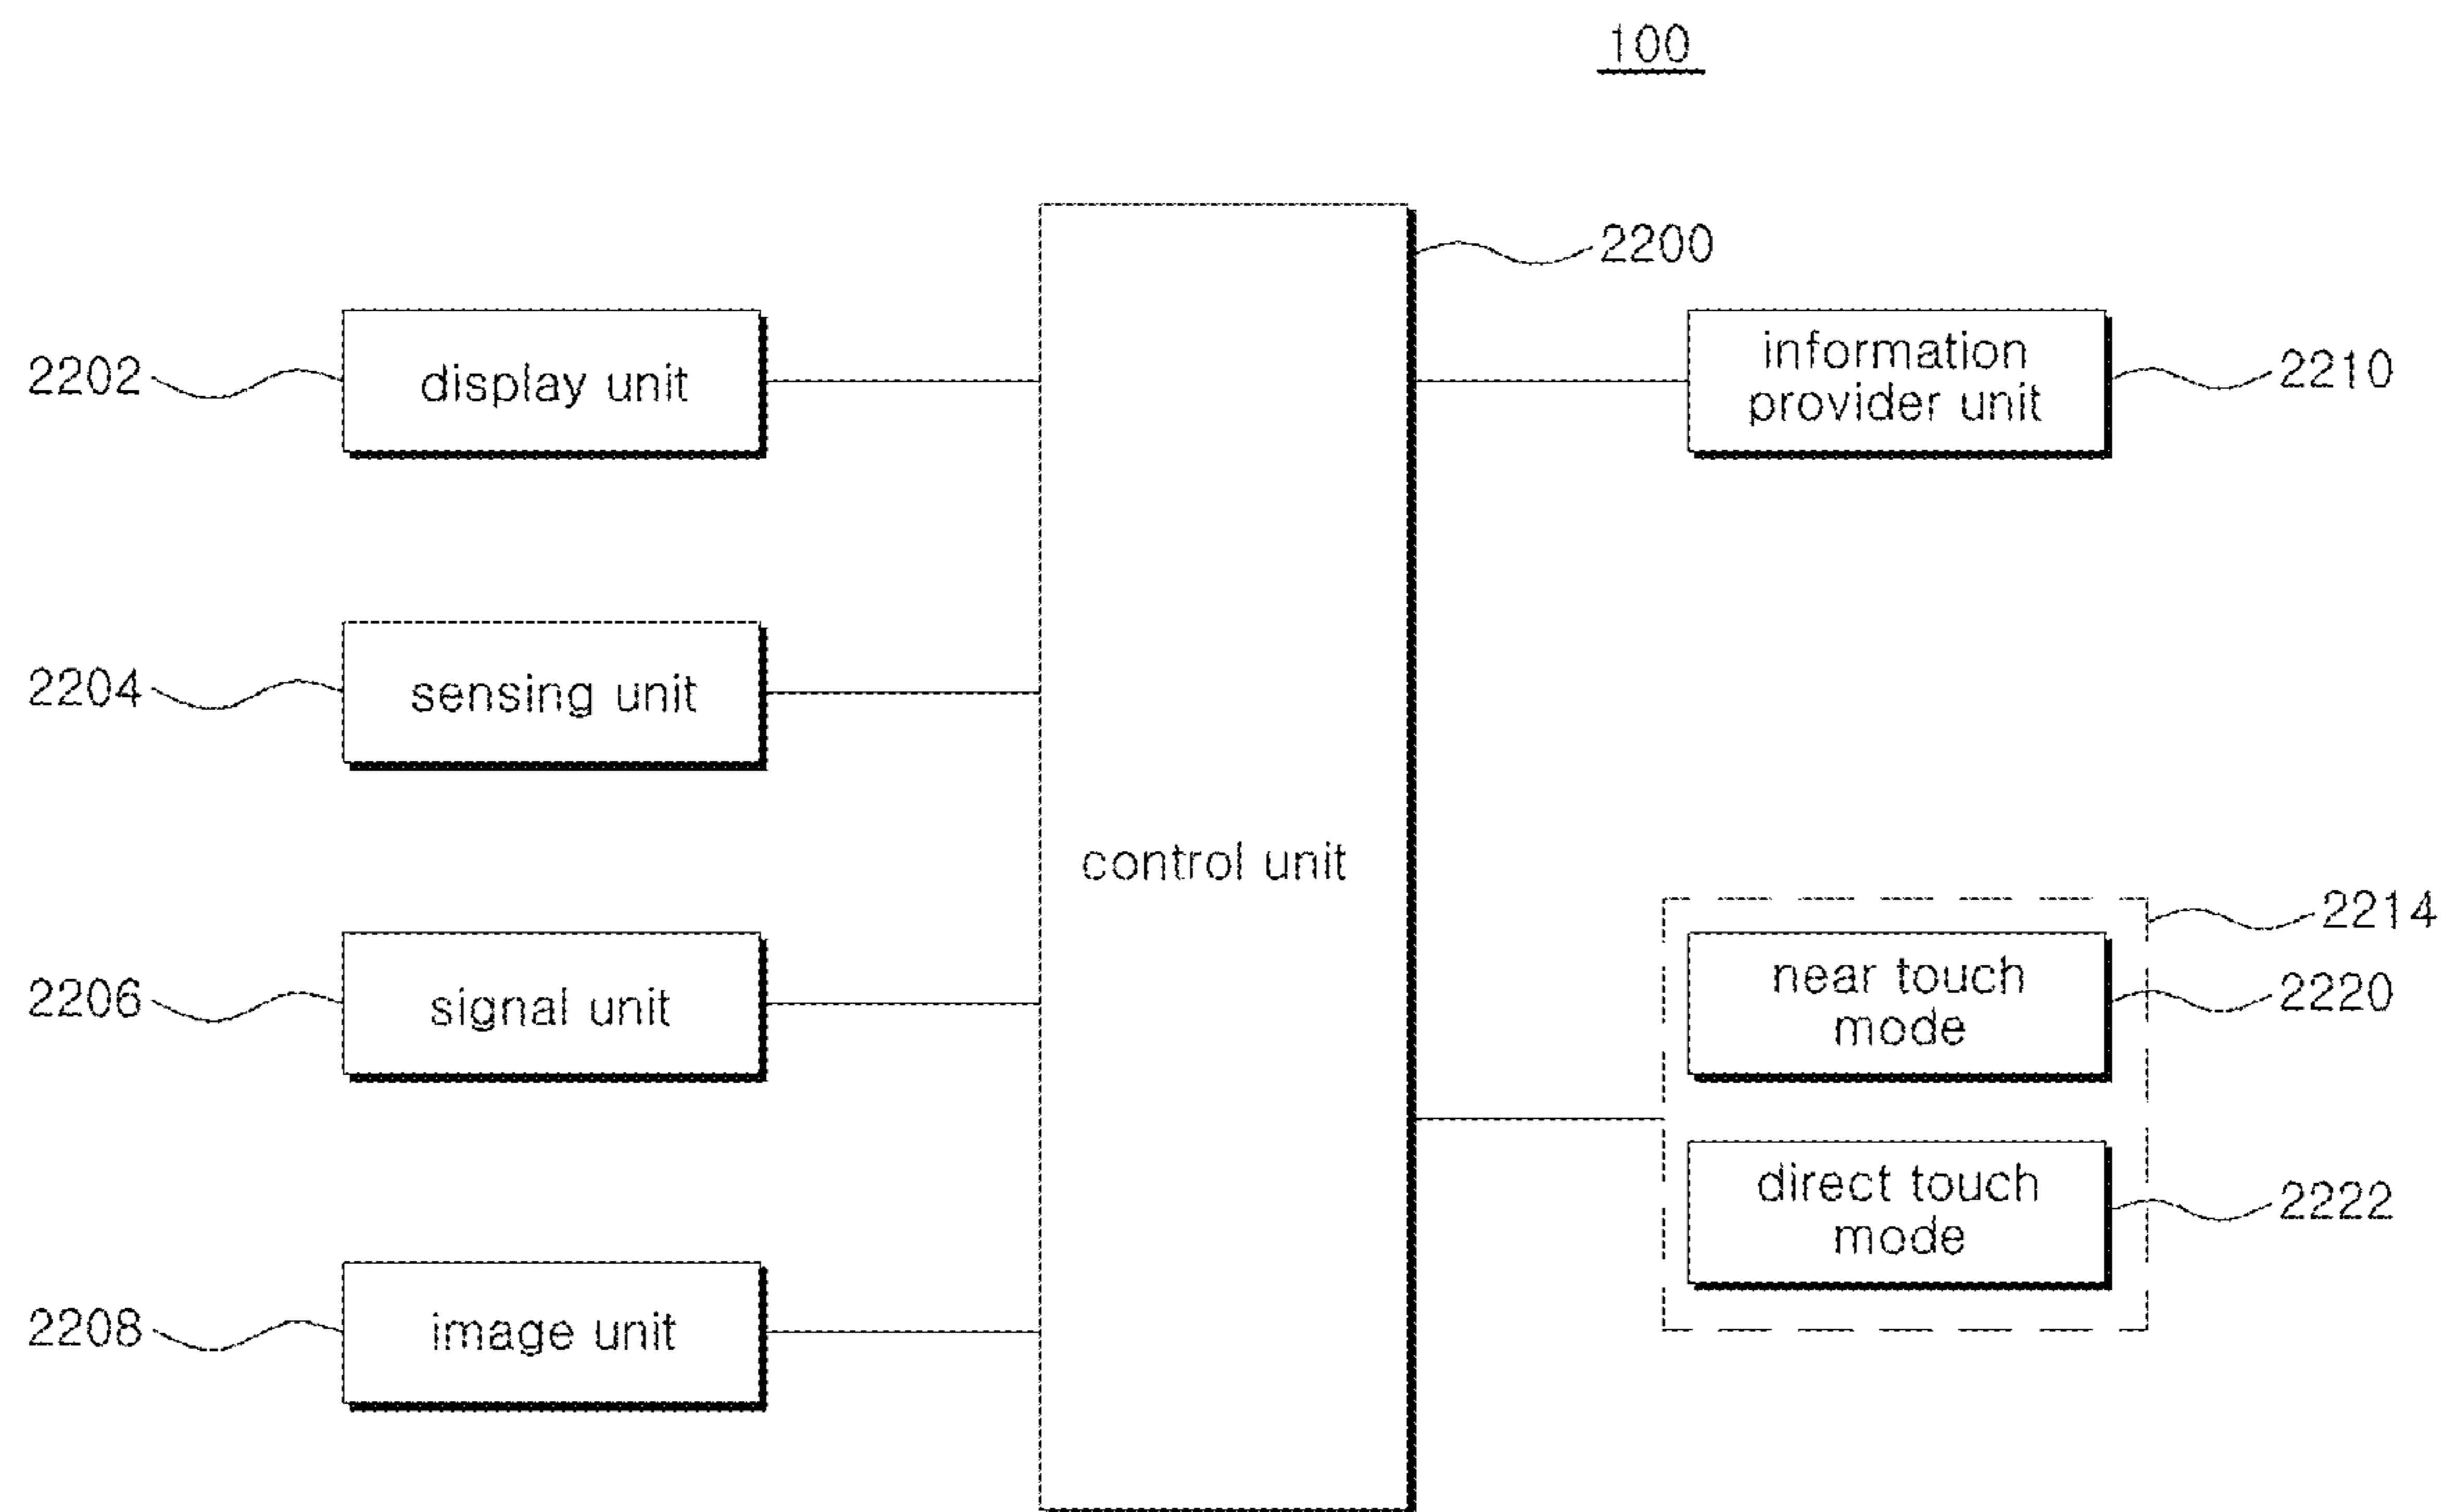 100
2200
2202
display unit
information
provider unit
2210
2204
sensing unit
control unit
2206
signal unit
2214
near touch
mode
2220
direct touch
mode
2222
2208
image unit